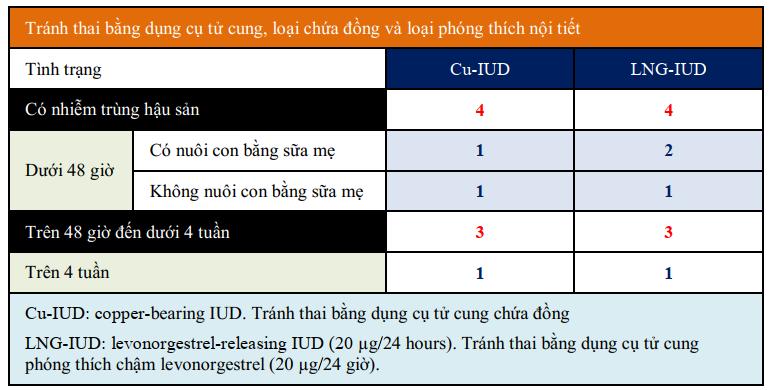 Tránh thai bằng dụng cụ tử cung, loại chứa đồng và loại phóng thích nội tiết
Tình trạng Cu-IUD LNG-IUD
Có nhiễm trùng hậu sản 4 4
Dưới 48 giờ
Có nuôi con bằng sữa mẹ 1 2
Không nuôi con bằng sữa mẹ 1 1
Trên 48 giờ đến dưới 4 tuần 3 3
Trên 4 tuần 1 1
Cu-IUD: copper-bearing IUD. Tránh thai bằng dụng cụ tử cung chứa đồng
LNG-IUD: levonorgestrel-releasing IUD (20 µg/24 hours). Tránh thai bằng dụng cụ tử cung
phóng thích chậm levonorgestrel (20 µg/24 giờ).